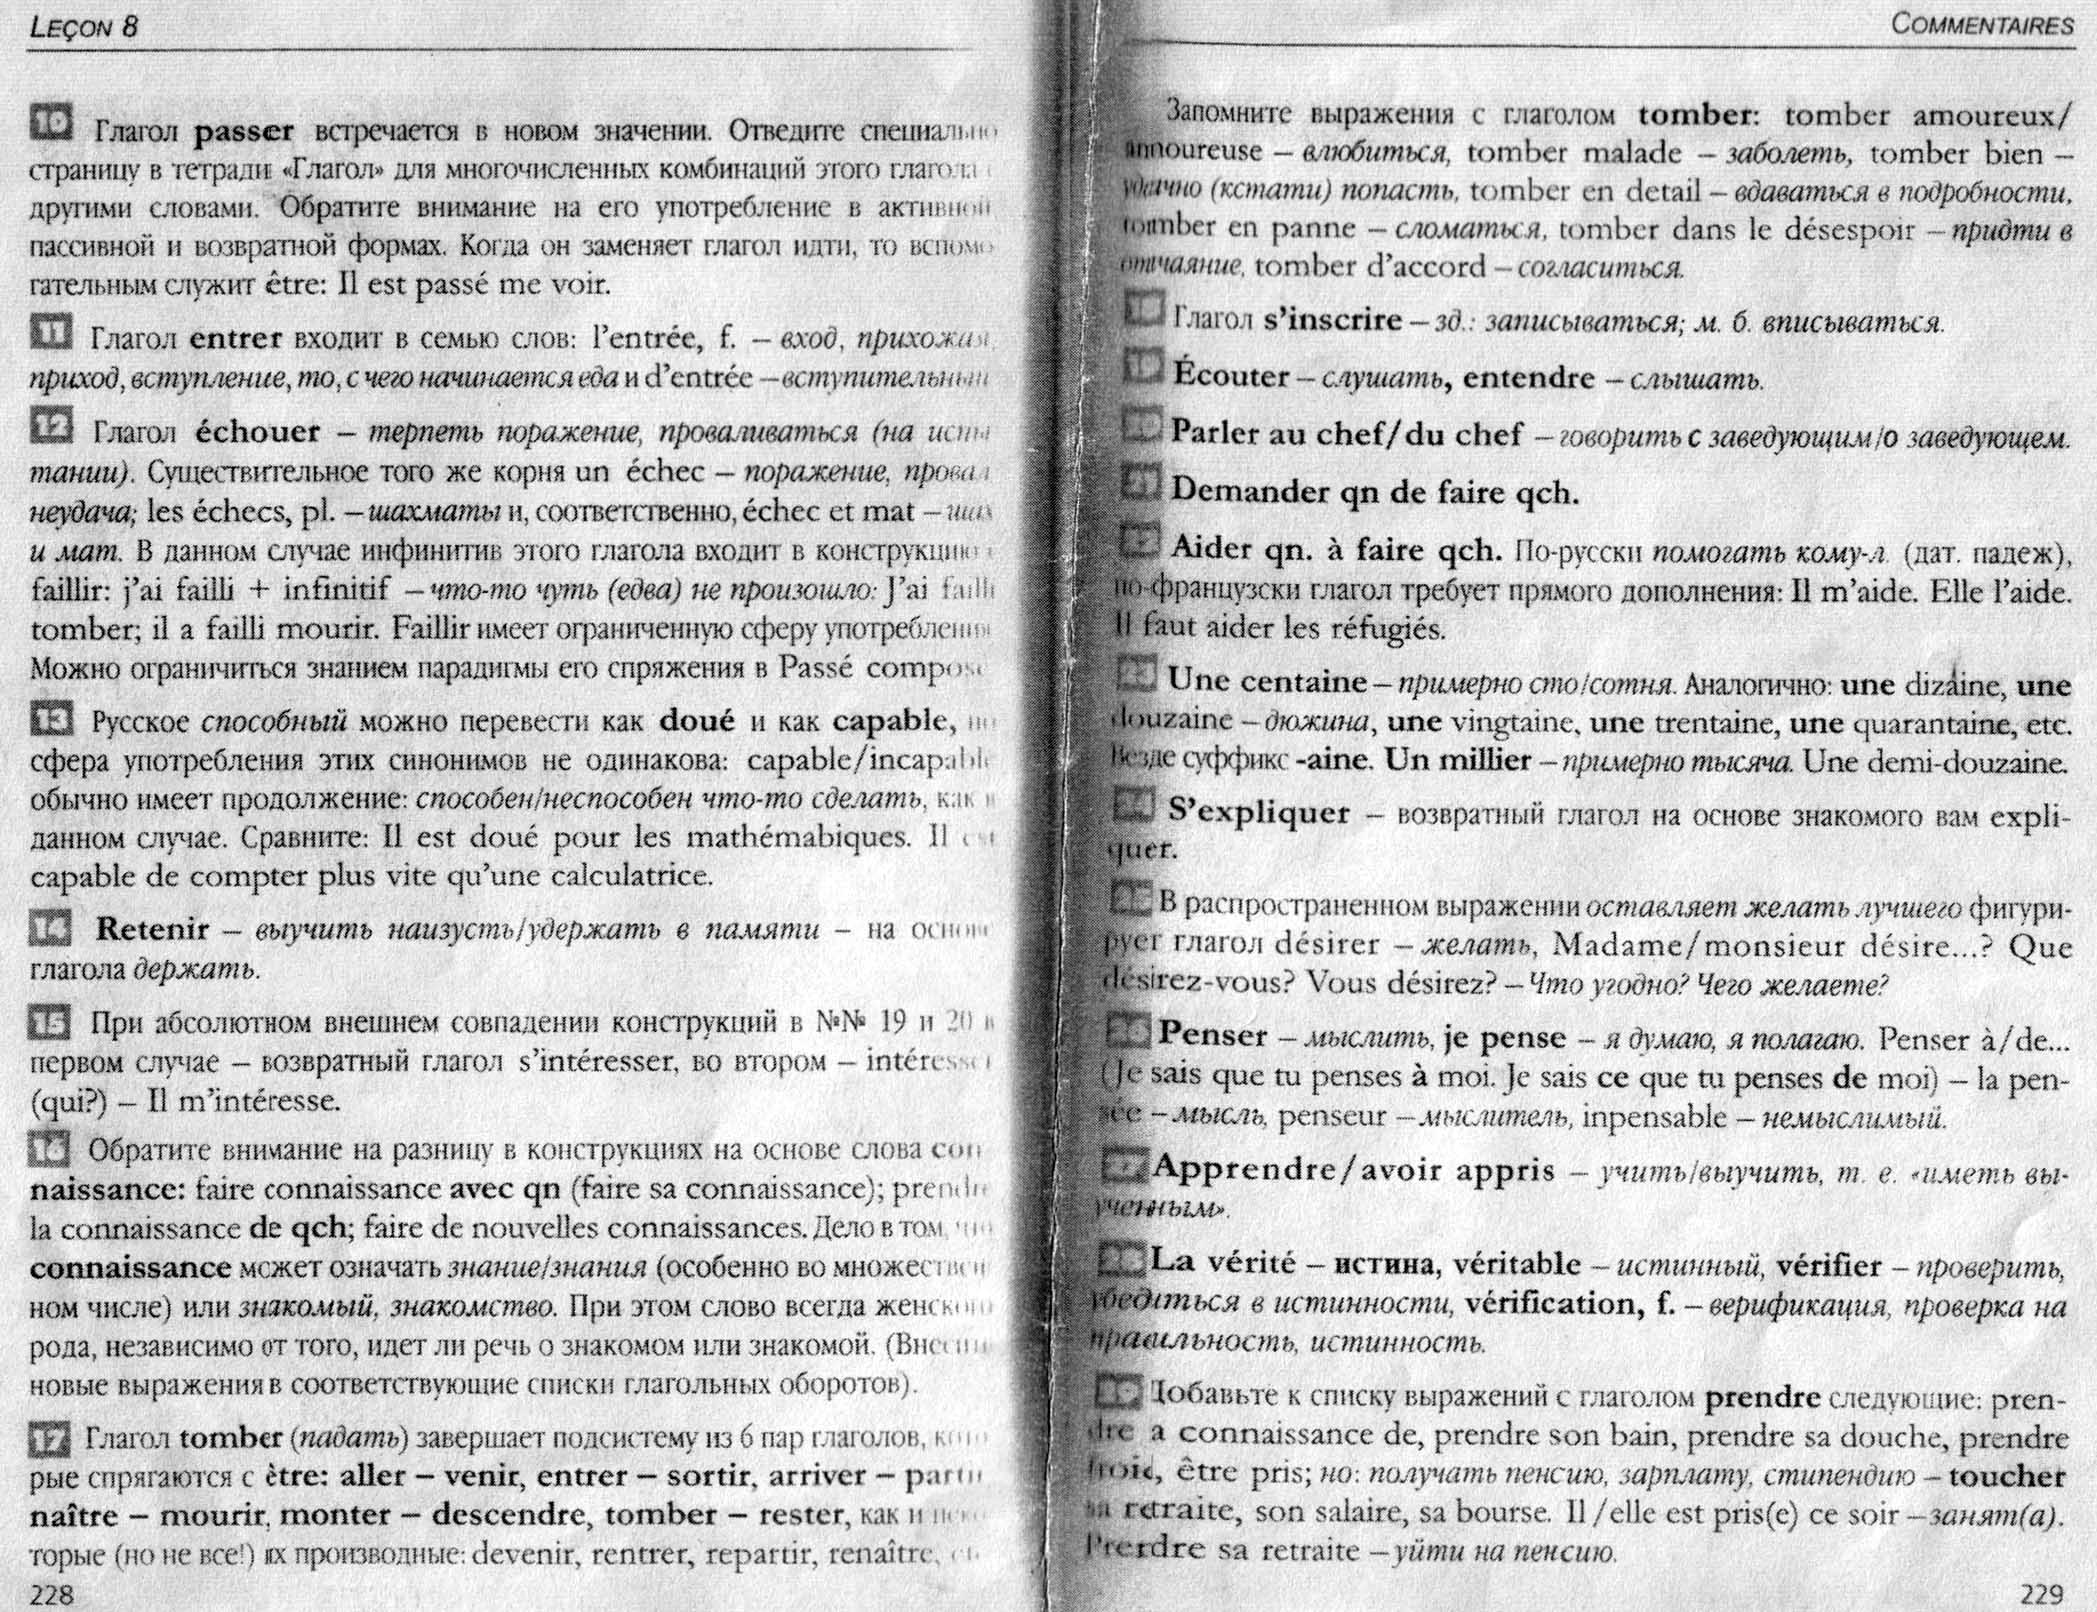 LEÇON 8
10 Глагол passer встречается в новом значении. Отведите специально
страницу в тетради «Глагол» для многочисленных комбинаций этого глагола
другими словами. Обратите внимание на его употребление в активной
пассивной и возвратной формах. Когда он заменяет глагол идти, то вспомо
гательным служит être: Il est passé me voir.
11 Глагол entrer входит в семью слов: l'entrée, f. – вход, прихожая,
приход, вступление, то, с чего начинается еда и d'entrée – вступительный
12 Глагол échouer – терпеть поражение, проваливаться (на испы
тании). Существительное того же корня un échec – поражение, провал
неудача; les échecs, pl. – шахматы и, соответственно, échec et mat – шах
и мат. В данном случае инфинитив этого глагола входит в конструкцию
faillir: j'ai failli + infinitif – что-то чуть (едва) не произошло: J'ai failli
tomber; il a failli mourir. Faillir имеет ограниченную сферу употребления
Можно ограничиться знанием парадигмы его спряжения в Passé composé
13 Русское способный можно перевести как doué и как capable, но
сфера употребления этих синонимов не одинакова: capable/incapable
обычно имеет продолжение: способен/неспособен что-то сделать, как в
данном случае. Сравните: Il est doué pour les mathémabiques. Il est
capable de compter plus vite qu'une calculatrice.
14 Retenir – выучить наизусть/удержать в памяти – на основе
глагола держать.
15 При абсолютном внешнем совпадении конструкций в №№ 19 и 20 в
первом случае – возвратный глагол s'intéresser, во втором – intéresser
(qui?) – Il m'intéresse.
16 Обратите внимание на разницу в конструкциях на основе слова con
naissance: faire connaissance avec qn (faire sa connaissance); prendre
la connaissance de qch; faire de nouvelles connaissances. Дело в том, что
connaissance может означать знание/знания (особенно во множествен
ном числе) или знакомый, знакомство. При этом слово всегда женского
рода, независимо от того, идет ли речь о знакомом или знакомой. (Внесите
новые выражения в соответствующие списки глагольных оборотов).
17 Глагол tomber (падать) завершает подсистему из 6 пар глаголов, кото
рые спрягаются с être: aller – venir, entrer – sortir, arriver – partir
naître – mourir, monter – descendre, tomber – rester, как и неко
торые (но не все!) их производные: devenir, rentrer, repartir, renaître,
228
COMMENTAIRES
Запомните выражения с глаголом tomber: tomber amoureux/
amoureuse – влюбиться, tomber malade – заболеть, tomber bien –
удачно (кстати) попасть, tomber en detail – вдаваться в подробности,
tomber en panne – сломаться, tomber dans le désespoir – придти в
отчаяние, tomber d'accord – согласиться.
Глагол s'inscrire – зд.: записываться; м. б. вписываться.
Écouter – слушать, entendre – слышать.
Parler au chef/du chef – говорить с заведующим/о заведующем.
21 Demander qn de faire qch.
Aider qn. à faire qch. По-русски помогать кому-л. (дат. падеж),
по-французски глагол требует прямого дополнения: Il m'aide. Elle l'aide.
Il faut aider les réfugiés.
23 Une centaine – примерно сто/сотня. Аналогично: une dizaine, une
douzaine – дюжина, une vingtaine, une trentaine, une quarantaine, etc.
Везде суффикс -aine. Un millier – примерно тысяча. Une demi-douzaine.
24 S'expliquer – возвратный глагол на основе знакомого вам expli-
quer.
25 В распространенном выражении оставляет желать лучшего фигури-
рует глагол désirer – желать, Madame/monsieur désire...? Que
désirez-vous? Vous désirez? – Что угодно? Чего желаете?
26 Penser – мыслить, je pense – я думаю, я полагаю. Penser à/de...
(Je sais que tu penses à moi. Je sais ce que tu penses de moi) – la pen-
sée – мысль, penseur – мыслитель, inpensable – немыслимый.
27 Apprendre/avoir appris – учить/выучить, т. е. «иметь вы-
ученным».
La vérité – истина, véritable – истинный, vérifier – проверить,
убедиться в истинности, vérification, f. – верификация, проверка на
правильность, истинность.
Добавьте к списку выражений с глаголом prendre следующие: pren-
dre a connaissance de, prendre son bain, prendre sa douche, prendre
froid, être pris; но: получать пенсию, зарплату, стипендию – toucher
sa retraite, son salaire, sa bourse. Il/elle est pris(e) ce soir – занят(а).
Prerdre sa retraite – уйти на пенсию.
229